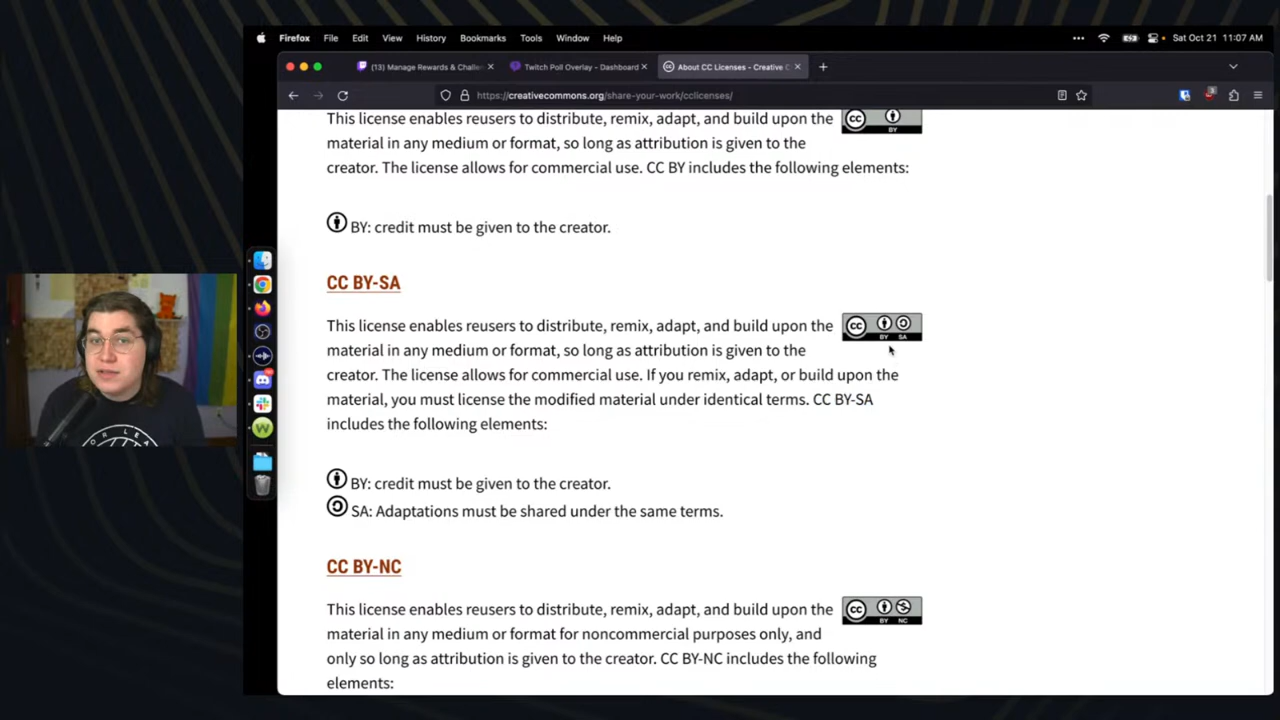 Firefox File Edit View History Bookmarks Tools Window Help
Sat Oct 21 11:07 AM
(13) Manage Rewards & Challe
Twitch Poll Overlay - Dashboard
About CC Licenses - Creative C
https://creativecommons.org/share-your-work/cclicenses/
This license enables reusers to distribute, remix, adapt, and build upon the
material in any medium or format, so long as attribution is given to the
creator. The license allows for commercial use. CC BY includes the following elements:
cc
BY
BY: credit must be given to the creator.
CC BY-SA
This license enables reusers to distribute, remix, adapt, and build upon the
material in any medium or format, so long as attribution is given to the
creator. The license allows for commercial use. If you remix, adapt, or build upon the
material, you must license the modified material under identical terms. CC BY-SA
includes the following elements:
cc
BY SA
BY: credit must be given to the creator.
SA: Adaptations must be shared under the same terms.
CC BY-NC
This license enables reusers to distribute, remix, adapt, and build upon the
material in any medium or format for noncommercial purposes only, and
only so long as attribution is given to the creator. CC BY-NC includes the following
elements:
cc
BY NC
OR LEA